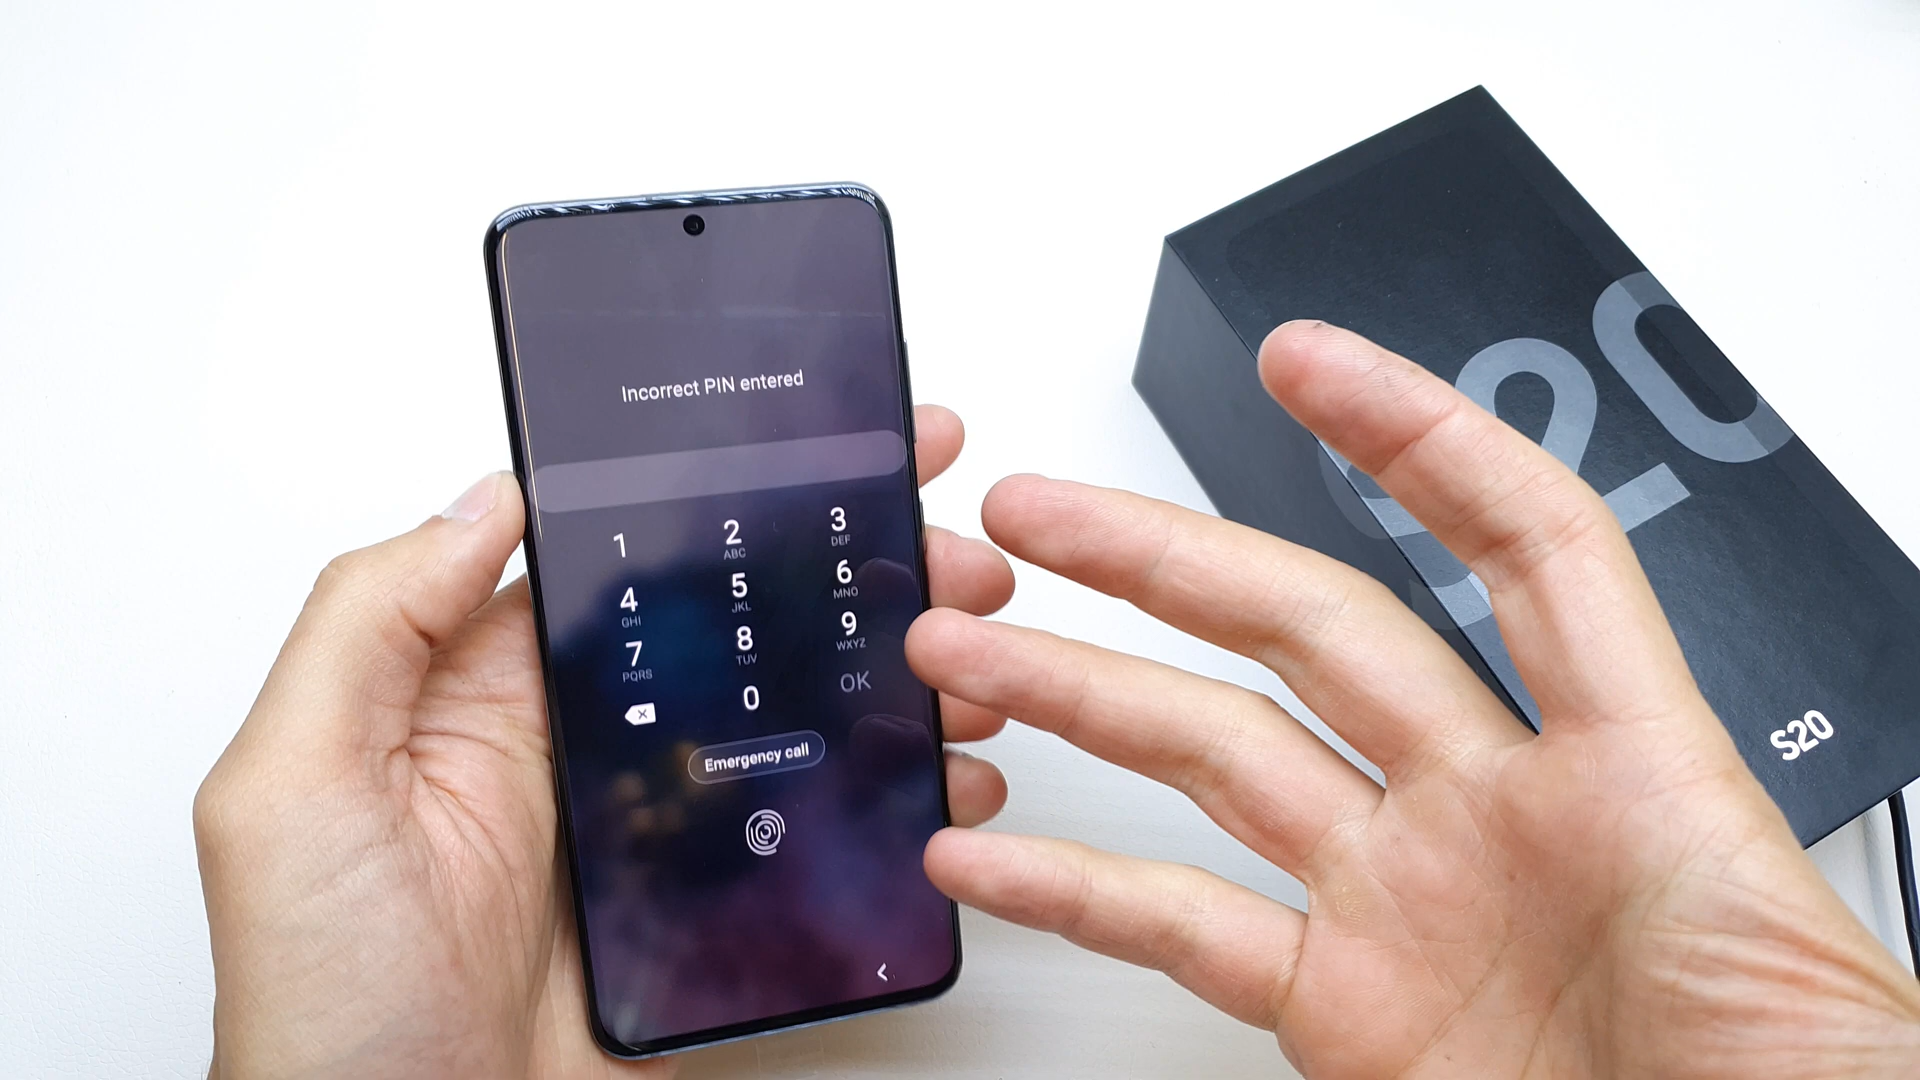 Incorrect PIN entered
1 2 3
ABC DEF
4 5 6
GHI JKL MNO
7 8 9
PQRS TUV WXYZ
0 OK
Emergency call
S20
S20